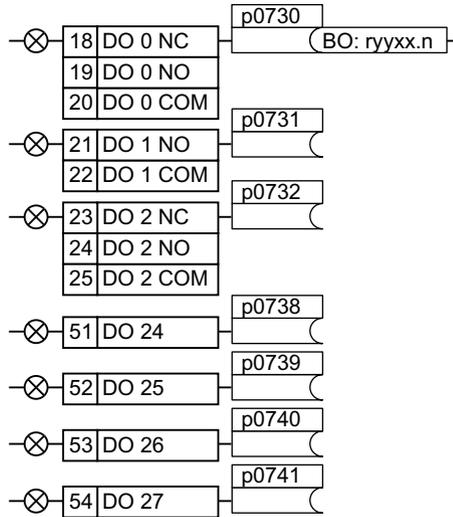 p0730
18 DO 0 NC BO: ryyxx.n
19 DO 0 NO
20 DO 0 COM
p0731
21 DO 1 NO
22 DO 1 COM
p0732
23 DO 2 NC
24 DO 2 NO
25 DO 2 COM
p0738
51 DO 24
p0739
52 DO 25
p0740
53 DO 26
p0741
54 DO 27